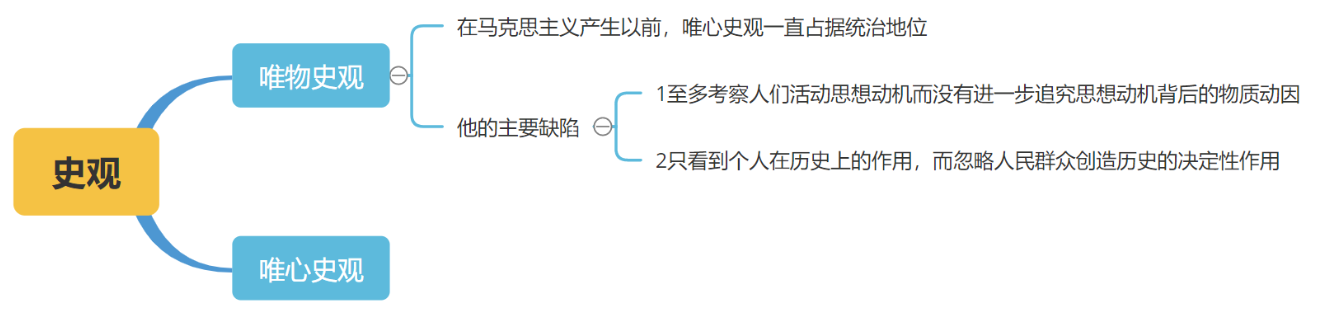 史观
唯物史观
在马克思主义产生以前，唯心史观一直占据统治地位
他的主要缺陷
1至多考察人们活动思想动机而没有进一步追究思想动机背后的物质动因
2只看到个人在历史上的作用，而忽略人民群众创造历史的决定性作用
唯心史观